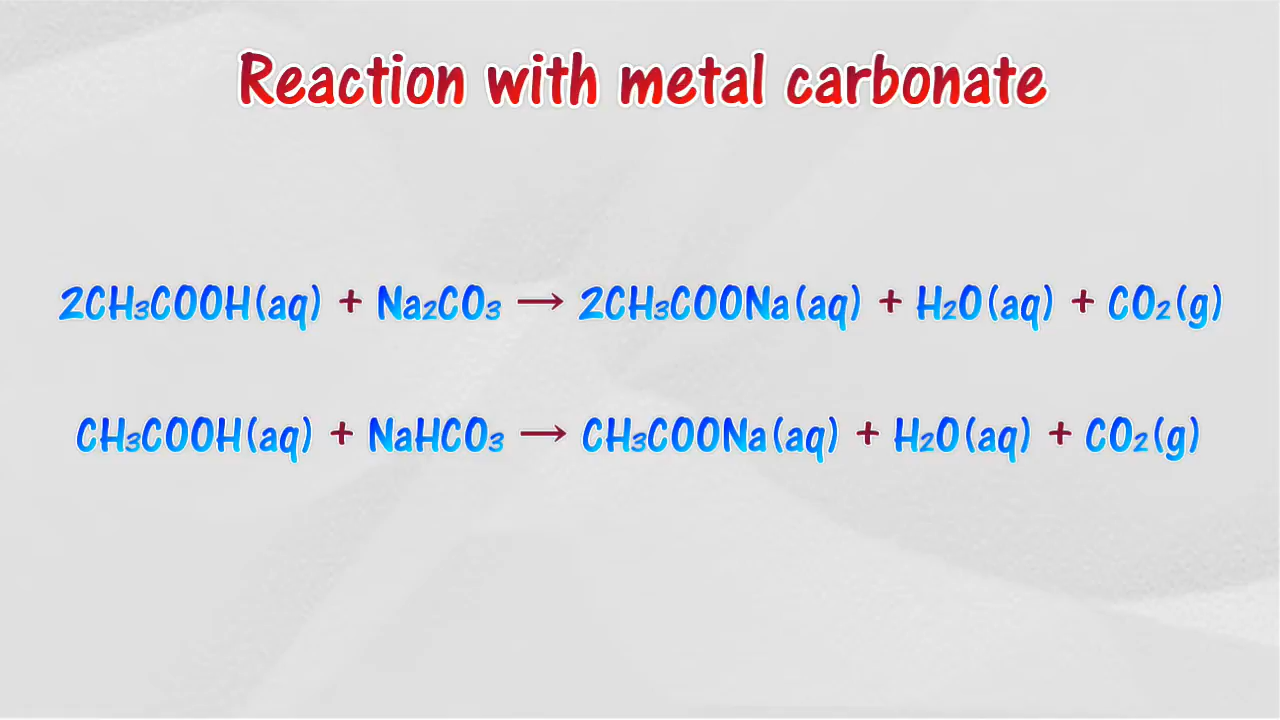 Reaction with metal carbonate
2CH₃COOH(aq) + Na₂CO₃ → 2CH₃COONa(aq) + H₂O(aq) + CO₂(g)
CH₃COOH(aq) + NaHCO₃ → CH₃COONa(aq) + H₂O(aq) + CO₂(g)